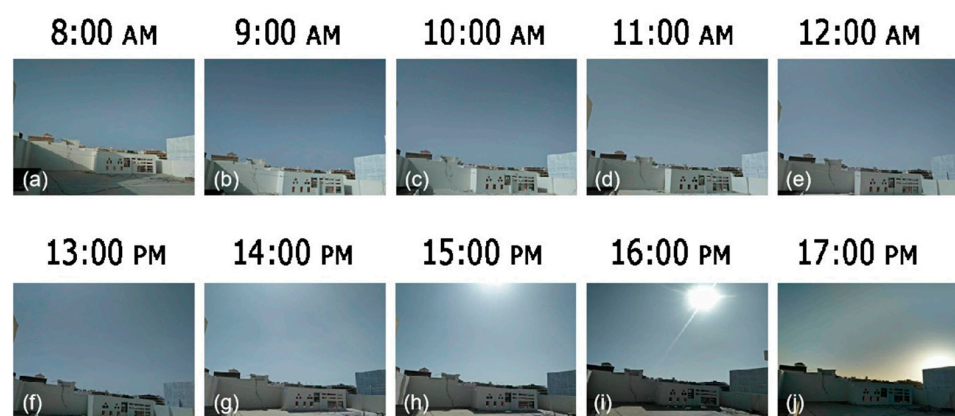 8:00 AM 9:00 AM 10:00 AM 11:00 AM 12:00 AM
(a) (b) (c) (d) (e)
13:00 PM 14:00 PM 15:00 PM 16:00 PM 17:00 PM
(f) (g) (h) (i) (j)